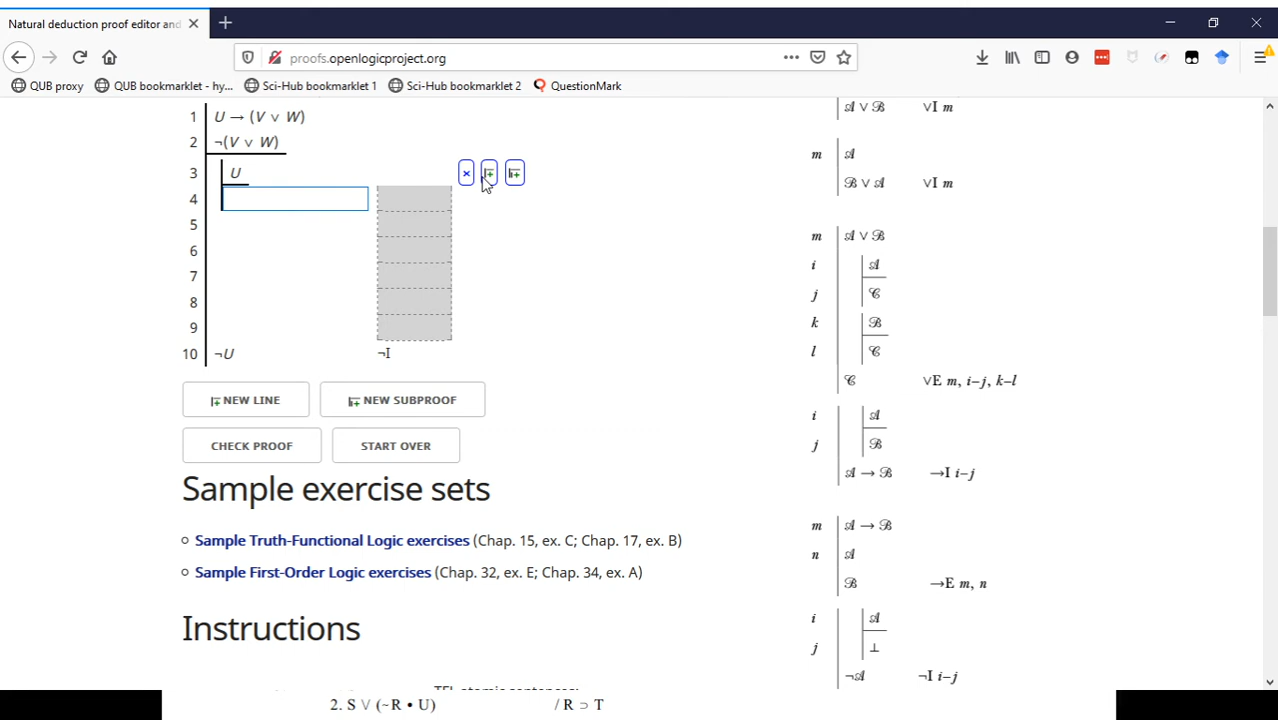 Natural deduction proof editor and
proofs.openlogicproject.org
QUB proxy QUB bookmarklet - hy... Sci-Hub bookmarklet 1 Sci-Hub bookmarklet 2 QuestionMark
1 U → (V ∨ W)
2 ¬(V ∨ W)
3 U
4
5
6
7
8
9
10 ¬U ¬I
NEW LINE NEW SUBPROOF
CHECK PROOF START OVER
Sample exercise sets
Sample Truth-Functional Logic exercises (Chap. 15, ex. C; Chap. 17, ex. B)
Sample First-Order Logic exercises (Chap. 32, ex. E; Chap. 34, ex. A)
Instructions
TFL atomic sentences:
2. S ∨ (~R • U) / R ⊃ T
𝒜 ∨ ℬ ∨I m
m 𝒜
ℬ ∨ 𝒜 ∨I m
m 𝒜 ∨ ℬ
i 𝒜
j 𝒞
k ℬ
l 𝒞
𝒞 ∨E m, i–j, k–l
i 𝒜
j ℬ
𝒜 → ℬ →I i–j
m 𝒜 → ℬ
n 𝒜
ℬ →E m, n
i 𝒜
j ⊥
¬𝒜 ¬I i–j